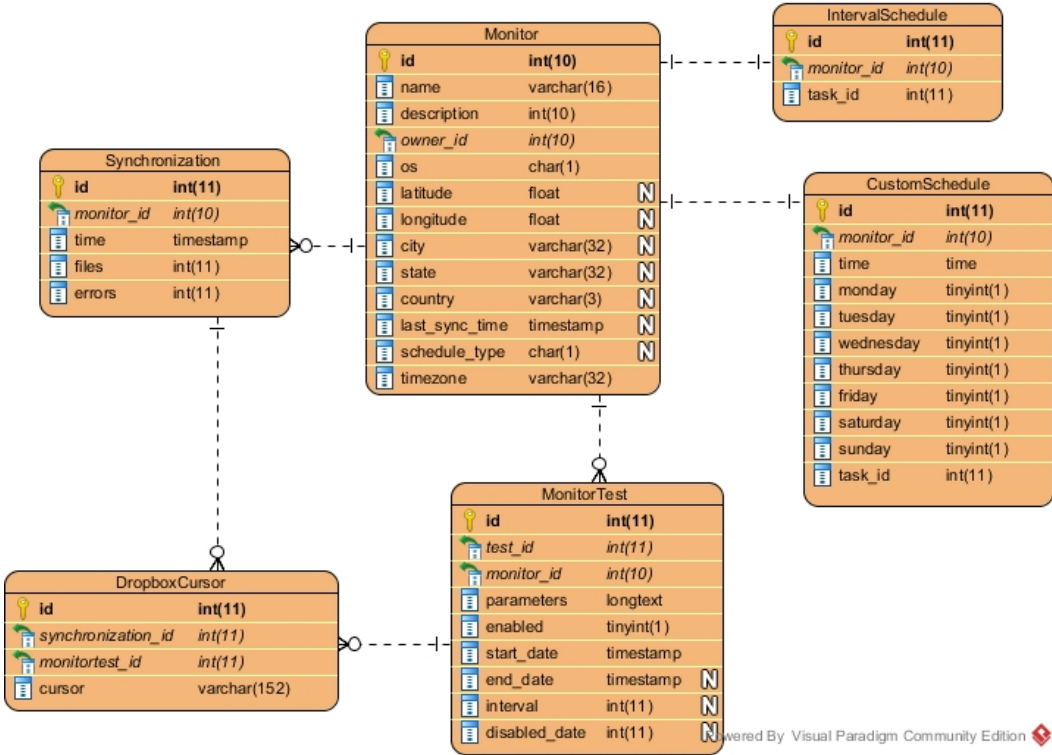 Monitor
id int(10)
name varchar(16)
description int(10)
owner_id int(10)
os char(1)
latitude float N
longitude float N
city varchar(32) N
state varchar(32) N
country varchar(3) N
last_sync_time timestamp N
schedule_type char(1) N
timezone varchar(32)
IntervalSchedule
id int(11)
monitor_id int(10)
task_id int(11)
Synchronization
id int(11)
monitor_id int(10)
time timestamp
files int(11)
errors int(11)
CustomSchedule
id int(11)
monitor_id int(10)
time time
monday tinyint(1)
tuesday tinyint(1)
wednesday tinyint(1)
thursday tinyint(1)
friday tinyint(1)
saturday tinyint(1)
sunday tinyint(1)
task_id int(11)
MonitorTest
id int(11)
test_id int(11)
monitor_id int(10)
parameters longtext
enabled tinyint(1)
start_date timestamp
end_date timestamp N
interval int(11) N
disabled_date int(11) N
DropboxCursor
id int(11)
synchronization_id int(11)
monitortest_id int(11)
cursor varchar(152)
wered By Visual Paradigm Community Edition